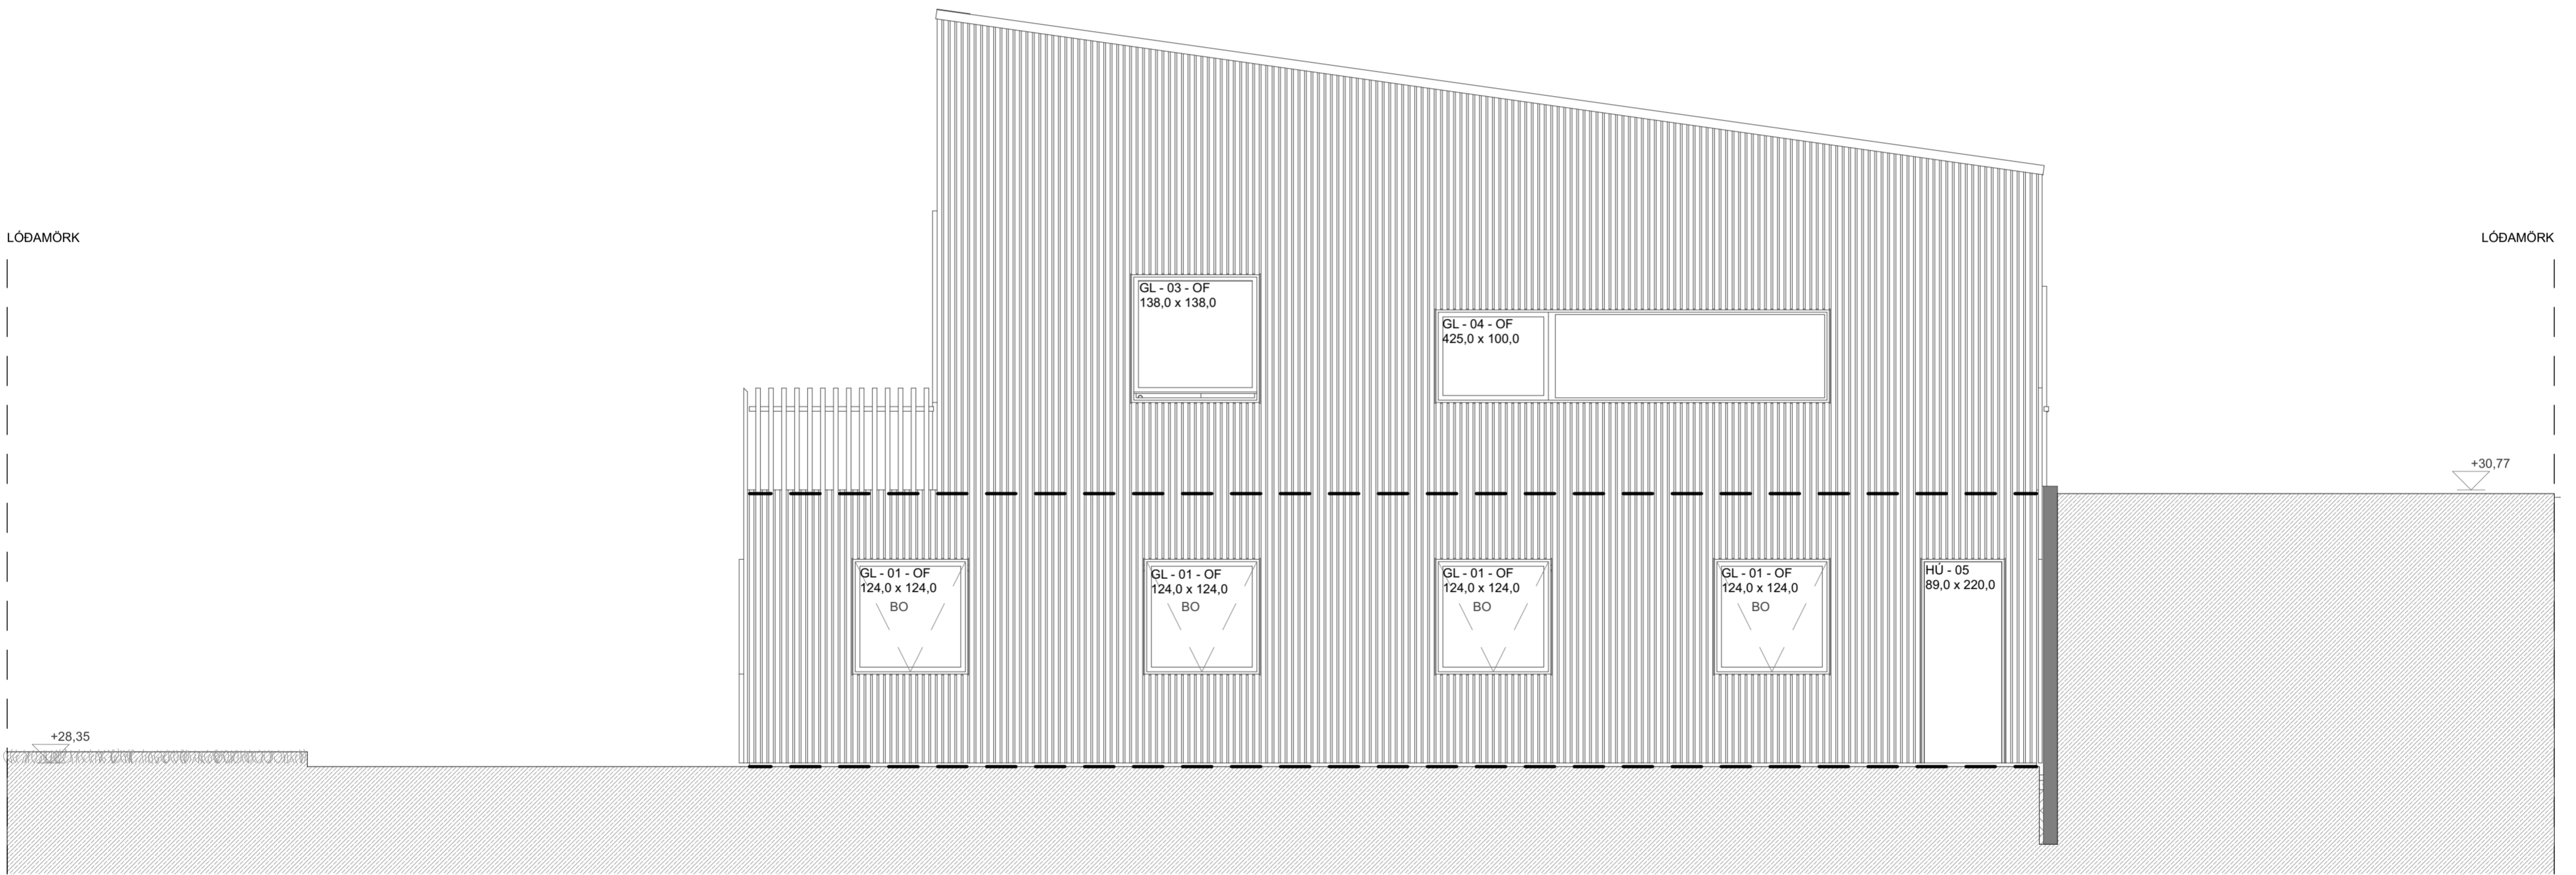 LÓÐAMÖRK
LÓÐAMÖRK
GL - 03 - OF
138,0 x 138,0
GL - 04 - OF
425,0 x 100,0
+30,77
GL - 01 - OF
124,0 x 124,0
BO
GL - 01 - OF
124,0 x 124,0
BO
GL - 01 - OF
124,0 x 124,0
BO
GL - 01 - OF
124,0 x 124,0
BO
HÚ - 05
89,0 x 220,0
+28,35